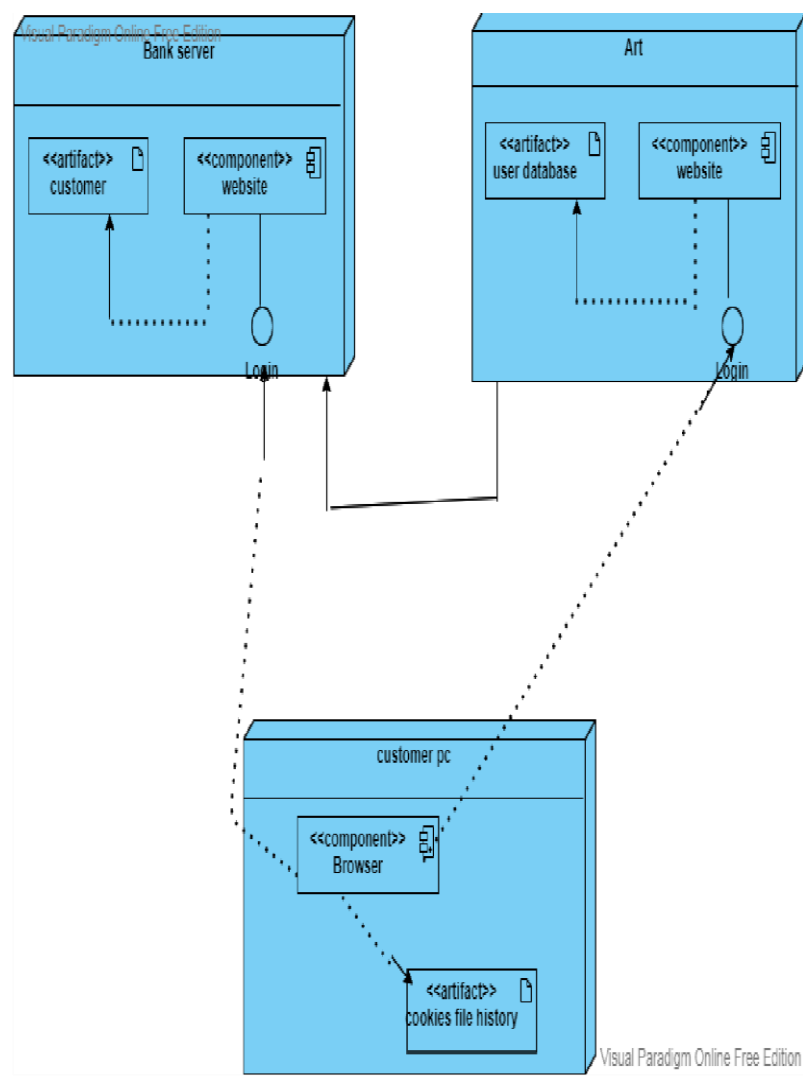 Visual Paradigm Online Free Edition
Bank server
<<artifact>>
customer
<<component>>
website
Login
Art
<<artifact>>
user database
<<component>>
website
Login
customer pc
<<component>>
Browser
<<artifact>>
cookies file history
Visual Paradigm Online Free Edition